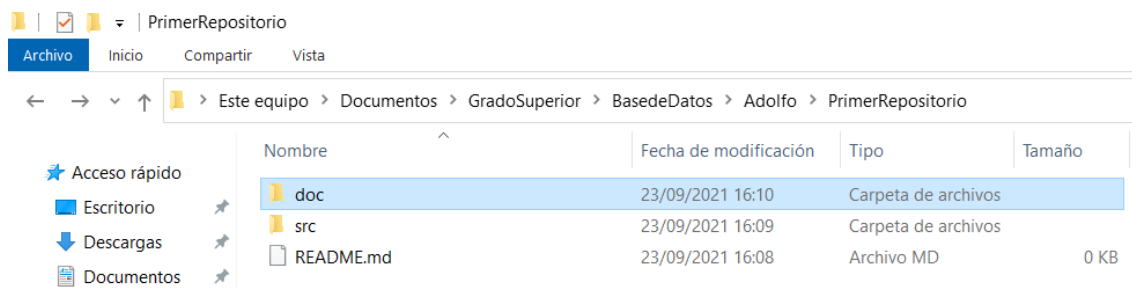 PrimerRepositorio
Archivo Inicio Compartir Vista
Este equipo > Documentos > GradoSuperior > BasedeDatos > Adolfo > PrimerRepositorio
Nombre Fecha de modificación Tipo Tamaño
Acceso rápido
doc 23/09/2021 16:10 Carpeta de archivos
Escritorio
src 23/09/2021 16:09 Carpeta de archivos
Descargas
README.md 23/09/2021 16:08 Archivo MD 0 KB
Documentos